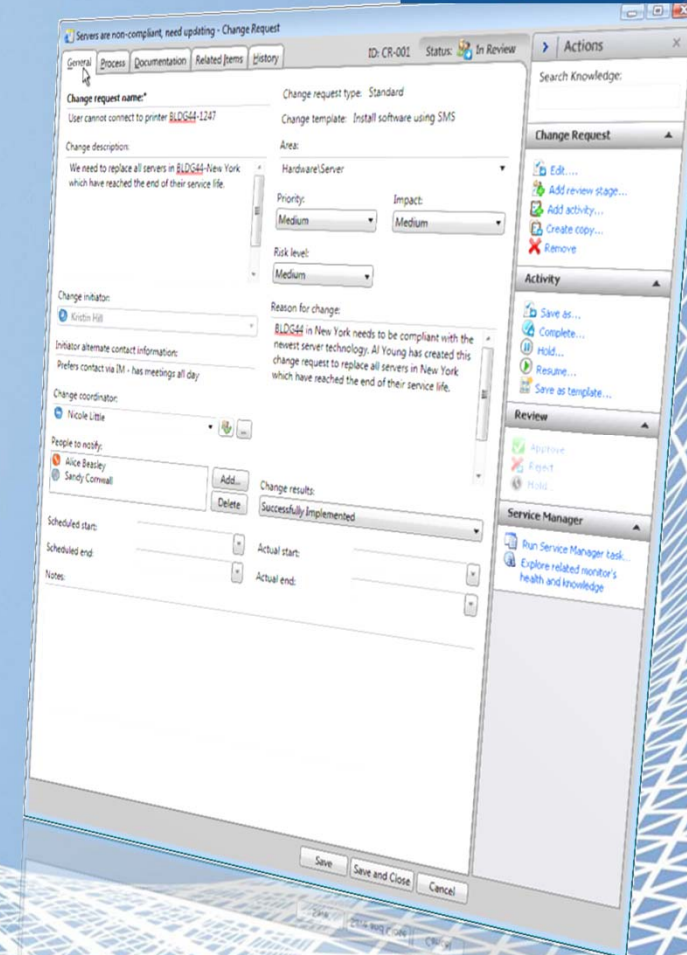 Servers are non-compliant, need updating - Change Request
General Process Documentation Related Items History
ID: CR-001 Status: In Review
Change request name:*
User cannot connect to printer BLDG44-1247
Change description:
We need to replace all servers in BLDG44-New York
which have reached the end of their service life.
Change initiator:
Kristin Hill
Initiator alternate contact information:
Prefers contact via IM - has meetings all day
Change coordinator:
Nicole Little
...
People to notify:
Alice Beasley
Sandy Cornwall
Add...
Delete
Scheduled start:
Scheduled end:
Notes:
Change request type: Standard
Change template: Install software using SMS
Area:
Hardware\Server
Priority: Impact:
Medium Medium
Risk level:
Medium
Reason for change:
BLDG44 in New York needs to be compliant with the
newest server technology. Al Young has created this
change request to replace all servers in New York
which have reached the end of their service life.
Change results:
Successfully Implemented
Actual start:
Actual end:
Save Save and Close Cancel
> Actions
Search Knowledge:
Change Request
Edit....
Add review stage...
Add activity...
Create copy...
Remove
Activity
Save as...
Complete...
Hold...
Resume...
Save as template...
Review
Approve
Reject
Hold...
Service Manager
Run Service Manager task...
Explore related monitor's
health and knowledge